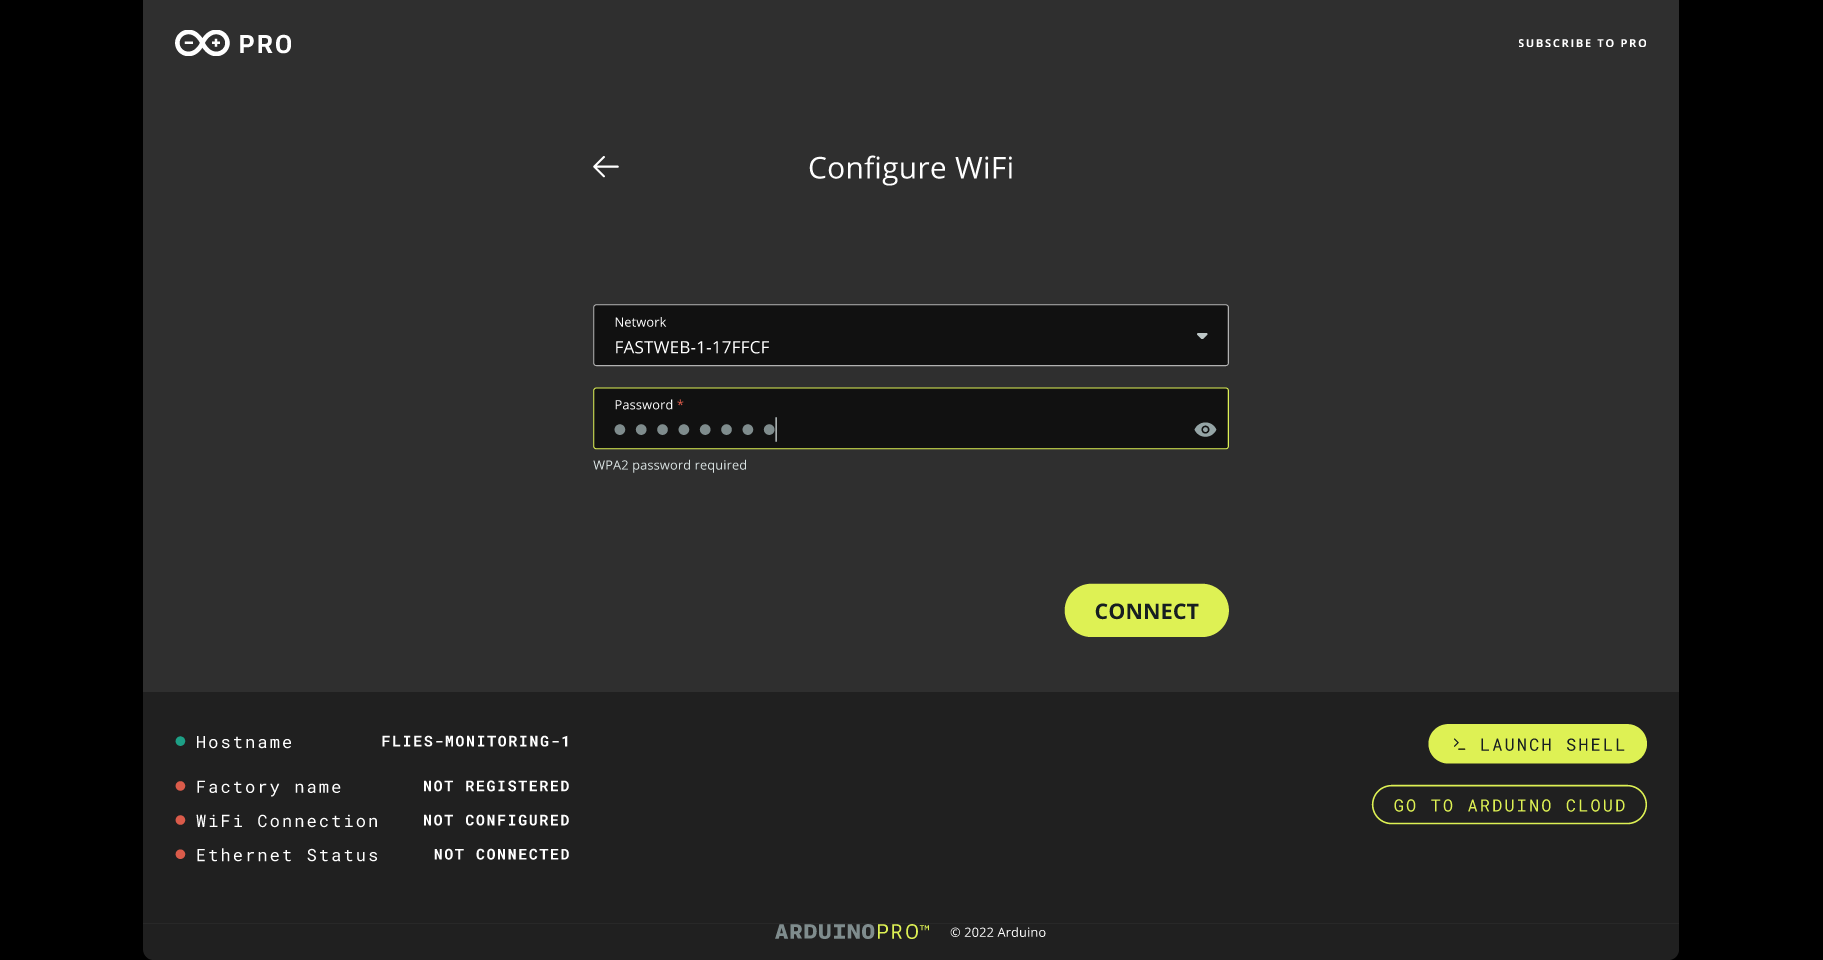 PRO
SUBSCRIBE TO PRO
Configure WiFi
Network
FASTWEB-1-17FFCF
Password *
WPA2 password required
CONNECT
Hostname FLIES-MONITORING-1
Factory name NOT REGISTERED
WiFi Connection NOT CONFIGURED
Ethernet Status NOT CONNECTED
>_ LAUNCH SHELL
GO TO ARDUINO CLOUD
ARDUINOPRO™ © 2022 Arduino